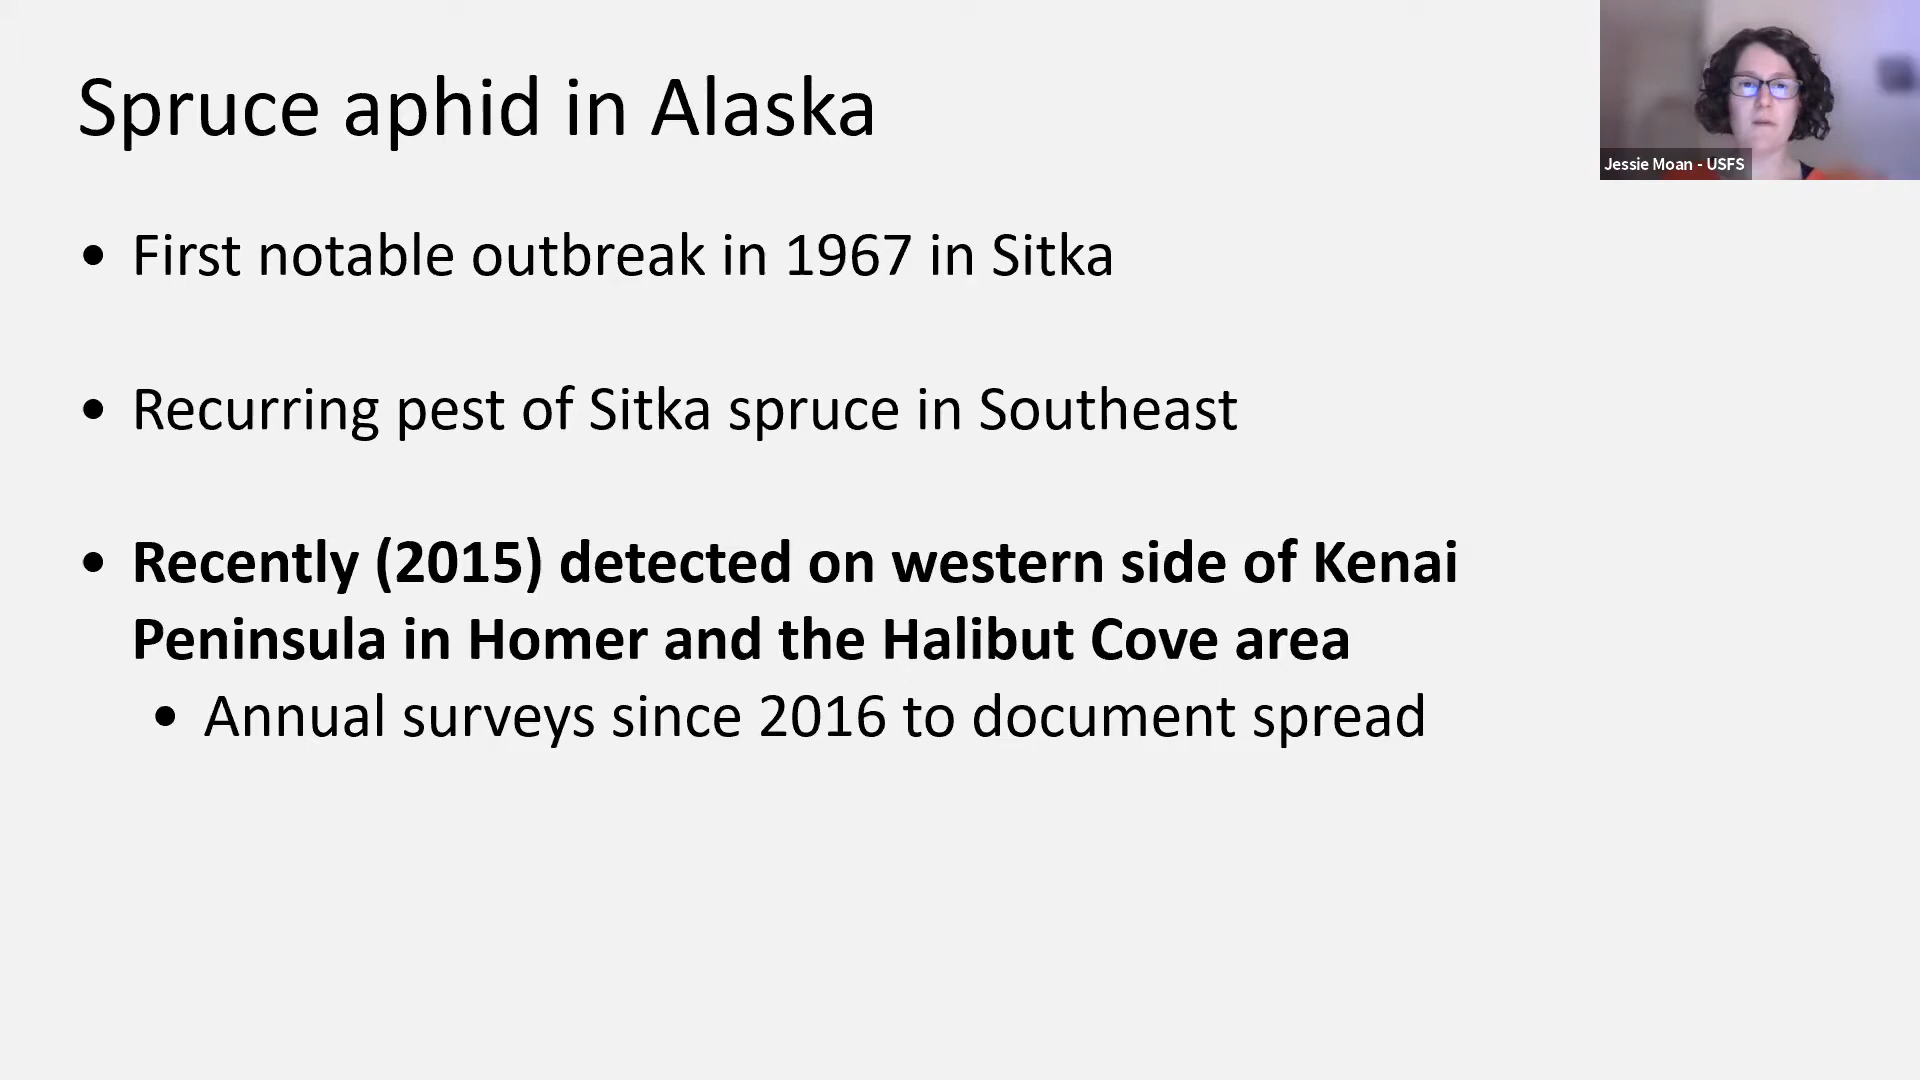 Spruce aphid in Alaska
Jessie Moan - USFS
• First notable outbreak in 1967 in Sitka
• Recurring pest of Sitka spruce in Southeast
• Recently (2015) detected on western side of Kenai
Peninsula in Homer and the Halibut Cove area
• Annual surveys since 2016 to document spread